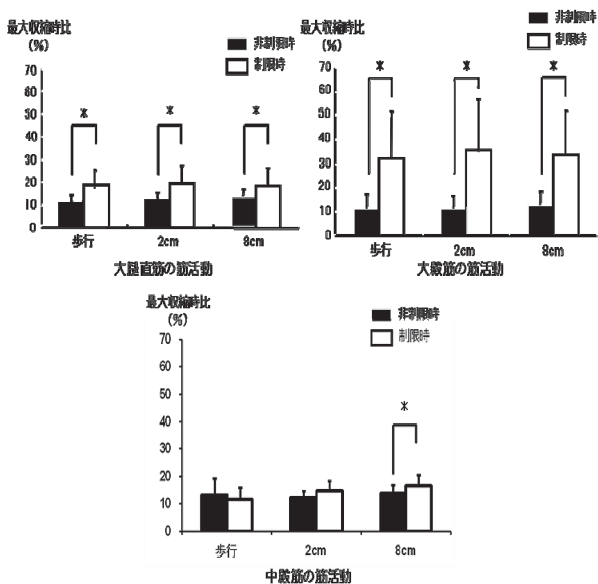 最大収縮時比
(%)
非制限時
制限時
70
60
50
40
30
20
10
0
*
*
*
歩行
2cm
8cm
大腿直筋の筋活動
最大収縮時比
(%)
非制限時
制限時
70
60
50
40
30
20
10
0
*
*
*
歩行
2cm
8cm
大殿筋の筋活動
最大収縮時比
(%)
非制限時
制限時
70
60
50
40
30
20
10
0
*
歩行
2cm
8cm
中殿筋の筋活動